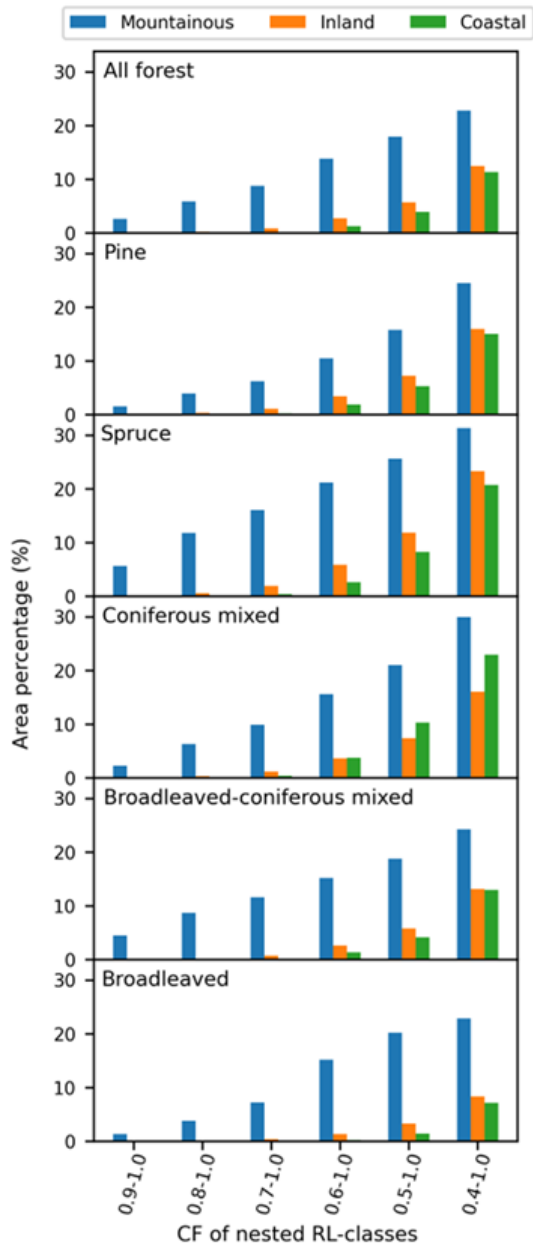 Mountainous Inland Coastal
All forest
30
20
10
0
Pine
30
20
10
0
Spruce
30
20
10
0
Coniferous mixed
30
20
10
0
Broadleaved-coniferous mixed
30
20
10
0
Broadleaved
30
20
10
0
Area percentage (%)
0.9-1.0 0.8-1.0 0.7-1.0 0.6-1.0 0.5-1.0 0.4-1.0
CF of nested RL-classes